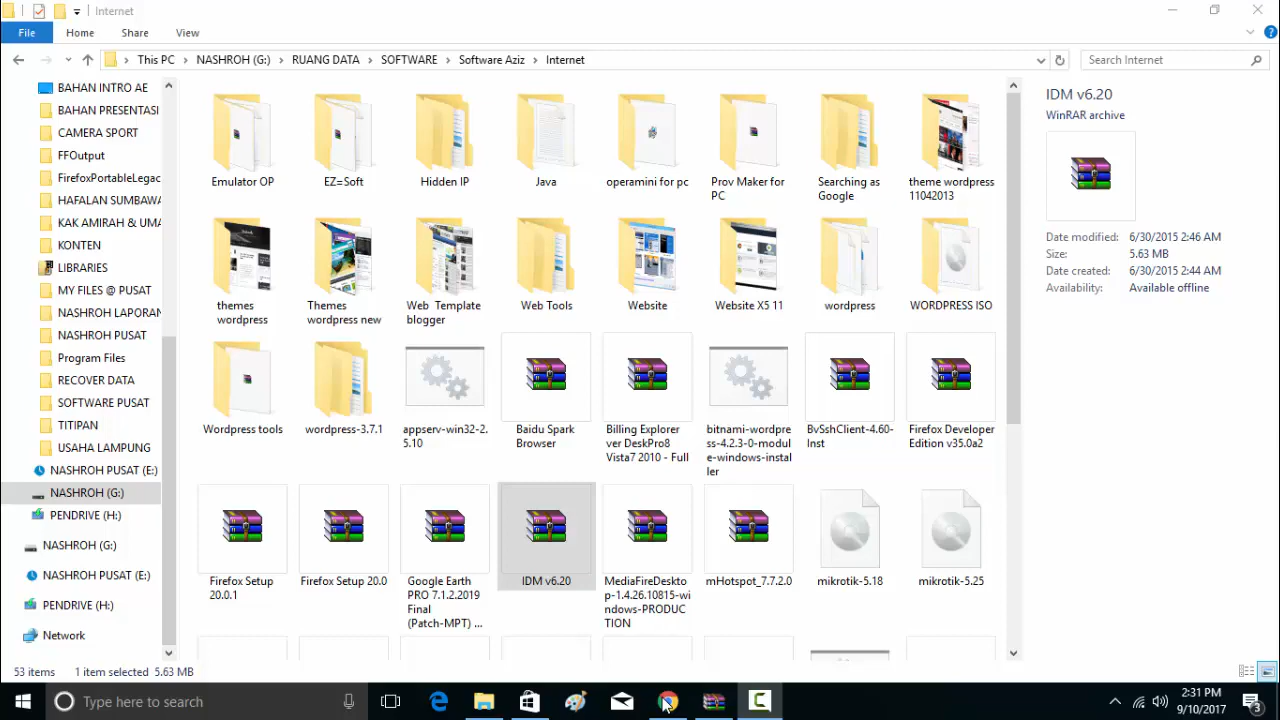 Internet
File Home Share View
This PC NASHROH (G:) RUANG DATA SOFTWARE Software Aziz Internet
Search Internet
BAHAN INTRO AE
BAHAN PRESENTASI
CAMERA SPORT
FFOutput
FirefoxPortableLegac
HAFALAN SUMBAWA
KAK AMIRAH & UMA
KONTEN
LIBRARIES
MY FILES @ PUSAT
NASHROH LAPORAN
NASHROH PUSAT
Program Files
RECOVER DATA
SOFTWARE PUSAT
TITIPAN
USAHA LAMPUNG
NASHROH PUSAT (E:)
NASHROH (G:)
PENDRIVE (H:)
NASHROH (G:)
NASHROH PUSAT (E:)
PENDRIVE (H:)
Network
Emulator OP
EZ=Soft
Hidden IP
Java
operamini for pc
Prov Maker for
PC
Searching as
Google
theme wordpress
11042013
themes
wordpress
Themes
wordpress new
Web Template
blogger
Web Tools
Website
Website X5 11
wordpress
WORDPRESS ISO
Wordpress tools
wordpress-3.7.1
appserv-win32-2.
5.10
Baidu Spark
Browser
Billing Explorer
ver DeskPro8
Vista7 2010 - Full
bitnami-wordpre
ss-4.2.3-0-modul
e-windows-instal
ler
BvSshClient-4.60-
Inst
Firefox Developer
Edition v35.0a2
Firefox Setup
20.0.1
Firefox Setup 20.0
Google Earth
PRO 7.1.2.2019
Final
(Patch-MPT) ...
IDM v6.20
MediaFireDeskto
p-1.4.26.10815-wi
ndows-PRODUC
TION
mHotspot_7.7.2.0
mikrotik-5.18
mikrotik-5.25
IDM v6.20
WinRAR archive
Date modified: 6/30/2015 2:46 AM
Size: 5.63 MB
Date created: 6/30/2015 2:44 AM
Availability: Available offline
53 items 1 item selected 5.63 MB
Type here to search
2:31 PM
9/10/2017
3